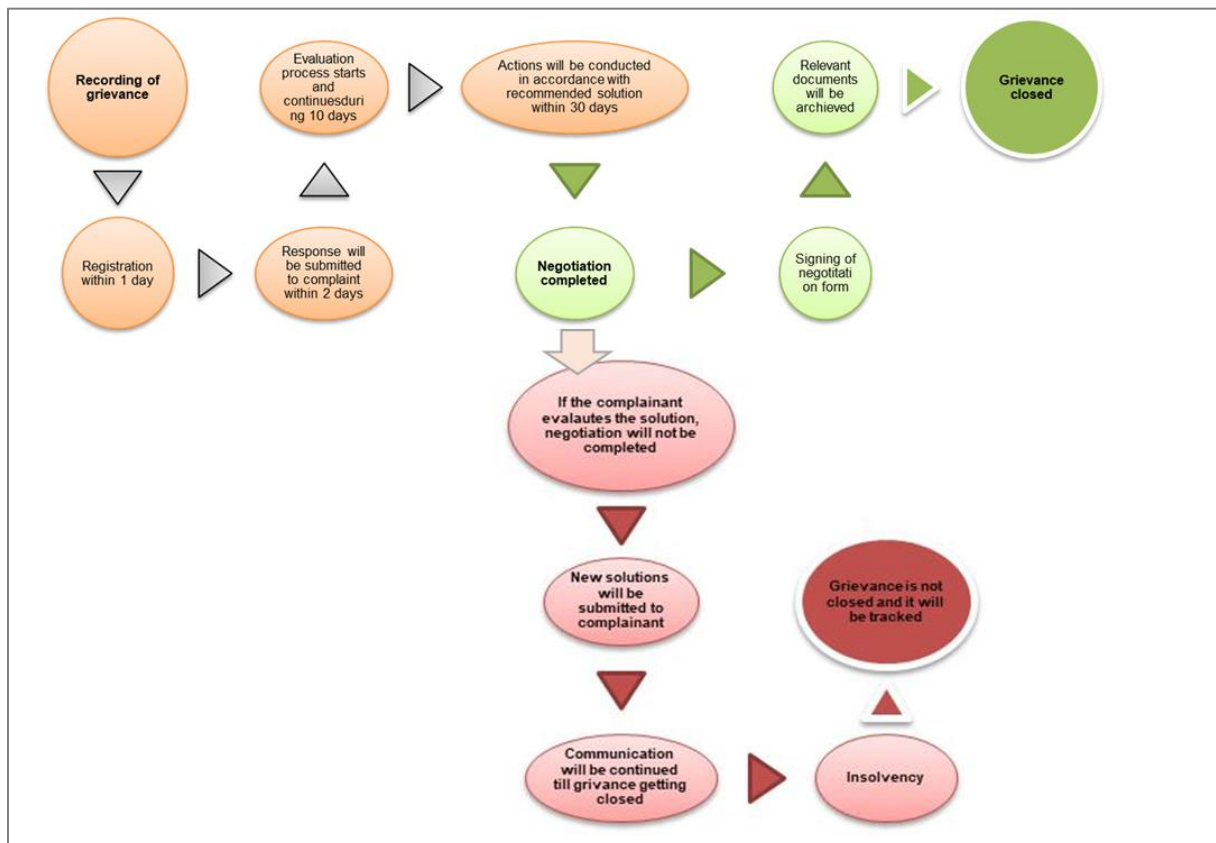 Recording of
grievance
Registration
within 1 day
Response will
be submitted
to complaint
within 2 days
Evaluation
process starts
and
continuesduri
ng 10 days
Actions will be conducted
in accordance with
recommended solution
within 30 days
Negotiation
completed
Signing of
negotitati
on form
Relevant
documents
will be
archieved
Grievance
closed
If the complainant
evalautes the solution,
negotiation will not be
completed
New solutions
will be
submitted to
complainant
Communication
will be continued
till grivance getting
closed
Insolvency
Grievance is not
closed and it will
be tracked